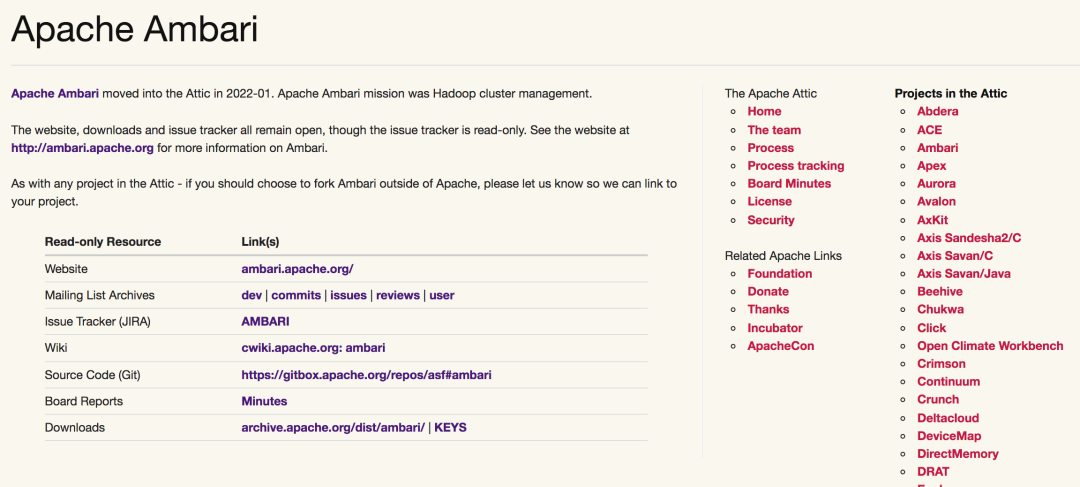 Apache Ambari
Apache Ambari moved into the Attic in 2022-01. Apache Ambari mission was Hadoop cluster management.
The website, downloads and issue tracker all remain open, though the issue tracker is read-only. See the website at
http://ambari.apache.org for more information on Ambari.
As with any project in the Attic - if you should choose to fork Ambari outside of Apache, please let us know so we can link to
your project.
Read-only Resource Link(s)
Website ambari.apache.org/
Mailing List Archives dev | commits | issues | reviews | user
Issue Tracker (JIRA) AMBARI
Wiki cwiki.apache.org: ambari
Source Code (Git) https://gitbox.apache.org/repos/asf#ambari
Board Reports Minutes
Downloads archive.apache.org/dist/ambari/ | KEYS
The Apache Attic
Home
The team
Process
Process tracking
Board Minutes
License
Security
Related Apache Links
Foundation
Donate
Thanks
Incubator
ApacheCon
Projects in the Attic
Abdera
ACE
Ambari
Apex
Aurora
Avalon
AxKit
Axis Sandesha2/C
Axis Savan/C
Axis Savan/Java
Beehive
Chukwa
Click
Open Climate Workbench
Crimson
Continuum
Crunch
Deltacloud
DeviceMap
DirectMemory
DRAT